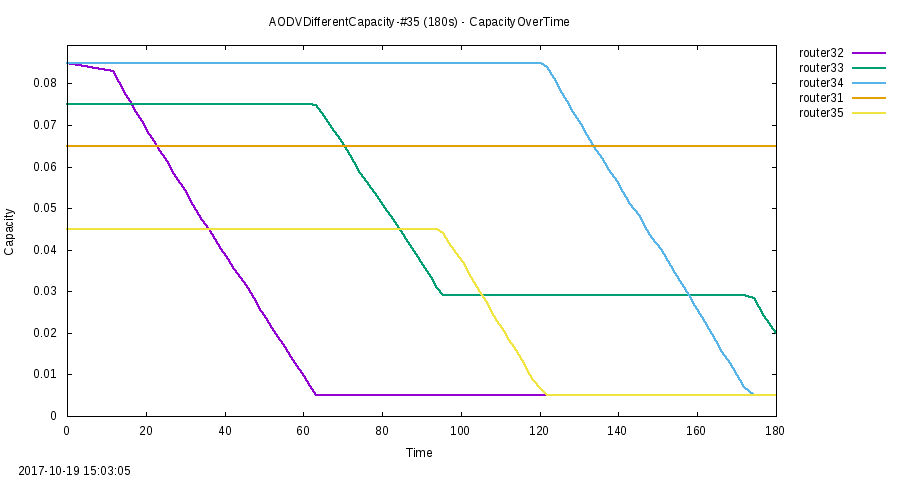 AODVDifferentCapacity-#35 (180s) - CapacityOverTime
router32
router33
router34
router31
router35
0.08
0.07
0.06
0.05
0.04
0.03
0.02
0.01
0
Capacity
0 20 40 60 80 100 120 140 160 180
Time
2017-10-19 15:03:05